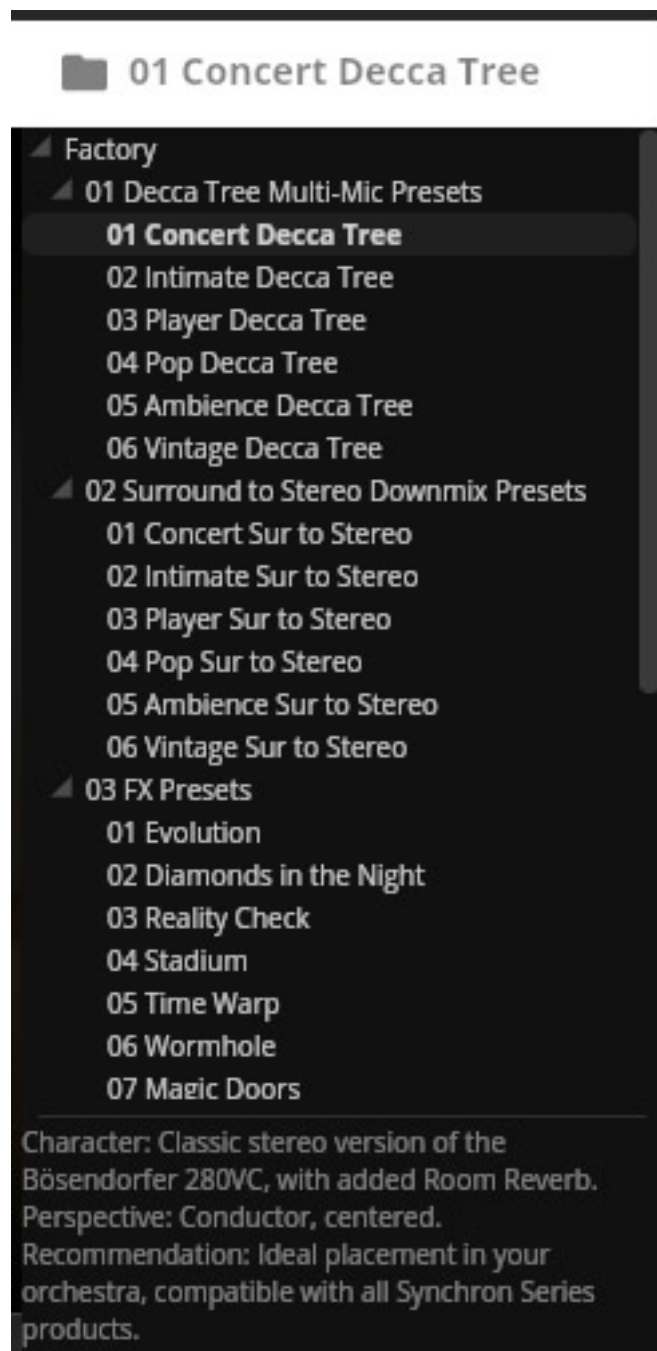 01 Concert Decca Tree
Factory
01 Decca Tree Multi-Mic Presets
01 Concert Decca Tree
02 Intimate Decca Tree
03 Player Decca Tree
04 Pop Decca Tree
05 Ambience Decca Tree
06 Vintage Decca Tree
02 Surround to Stereo Downmix Presets
01 Concert Sur to Stereo
02 Intimate Sur to Stereo
03 Player Sur to Stereo
04 Pop Sur to Stereo
05 Ambience Sur to Stereo
06 Vintage Sur to Stereo
03 FX Presets
01 Evolution
02 Diamonds in the Night
03 Reality Check
04 Stadium
05 Time Warp
06 Wormhole
07 Magic Doors
Character: Classic stereo version of the
Bösendorfer 280VC, with added Room Reverb.
Perspective: Conductor, centered.
Recommendation: Ideal placement in your
orchestra, compatible with all Synchron Series
products.